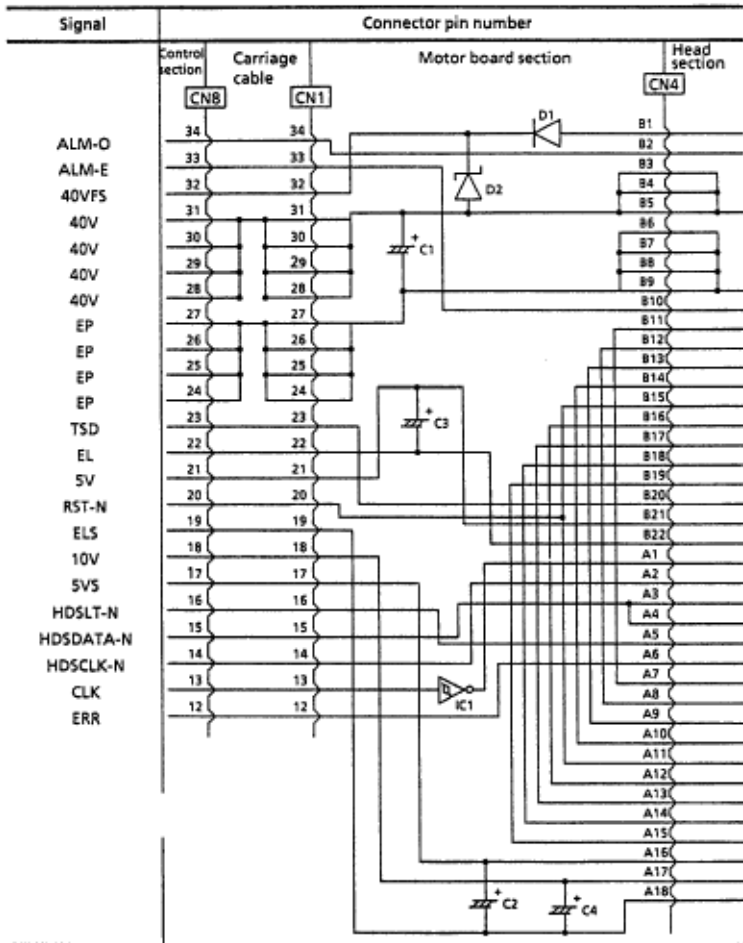 Signal Connector pin number
Control section Carriage cable Motor board section Head section
CN8 CN1 CN4
D1 B1
ALM-O 34 34 B2
ALM-E 33 33 B3
40VFS 32 32 D2 B4
40V 31 31 B5
40V 30 30 + C1 B6
40V 29 29 B7
40V 28 28 B8
B9
EP 27 27 B10
EP 26 26 B11
EP 25 25 B12
EP 24 24 B13
TSD 23 23 + C3 B14
EL 22 22 B15
5V 21 21 B16
RST-N 20 20 B17
ELS 19 19 B18
10V 18 18 B19
5VS 17 17 B20
HDSLT-N 16 16 B21
HDSDATA-N 15 15 B22
HDSCLK-N 14 14 A1
CLK 13 13 IC1 A2
ERR 12 12 A3
A4
A5
A6
A7
A8
A9
A10
A11
A12
A13
A14
A15
A16
A17
+ C2 + C4 A18